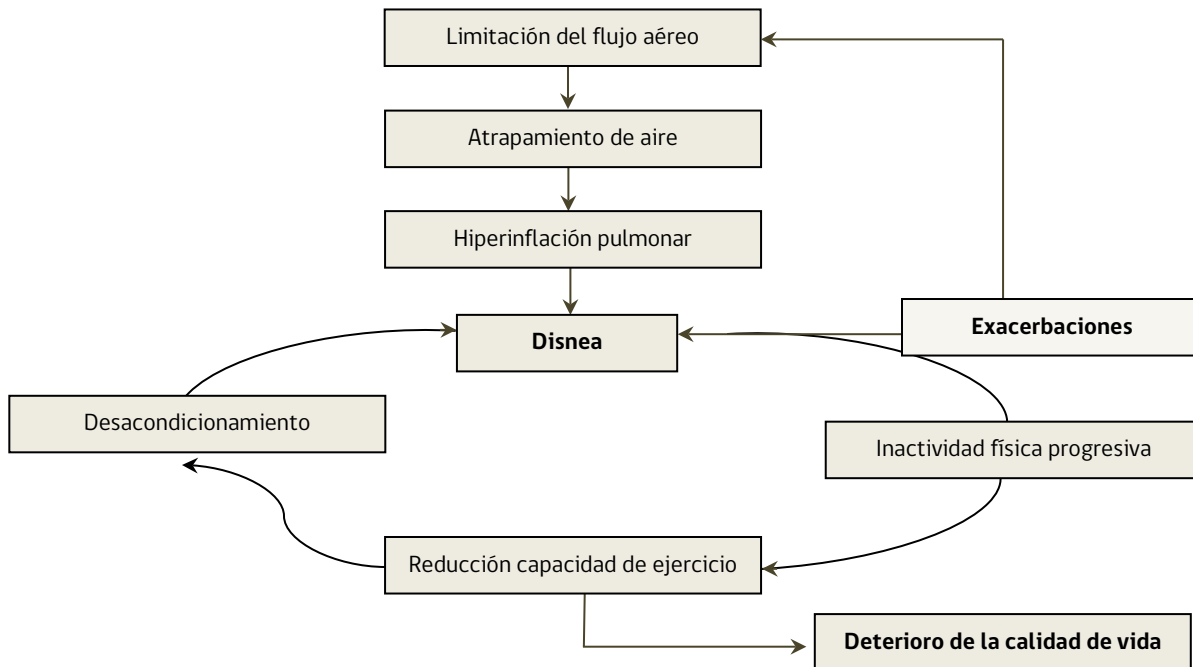 Limitación del flujo aéreo
Atrapamiento de aire
Hiperinflación pulmonar
Exacerbaciones
Disnea
Desacondicionamiento
Inactividad física progresiva
Reducción capacidad de ejercicio
Deterioro de la calidad de vida